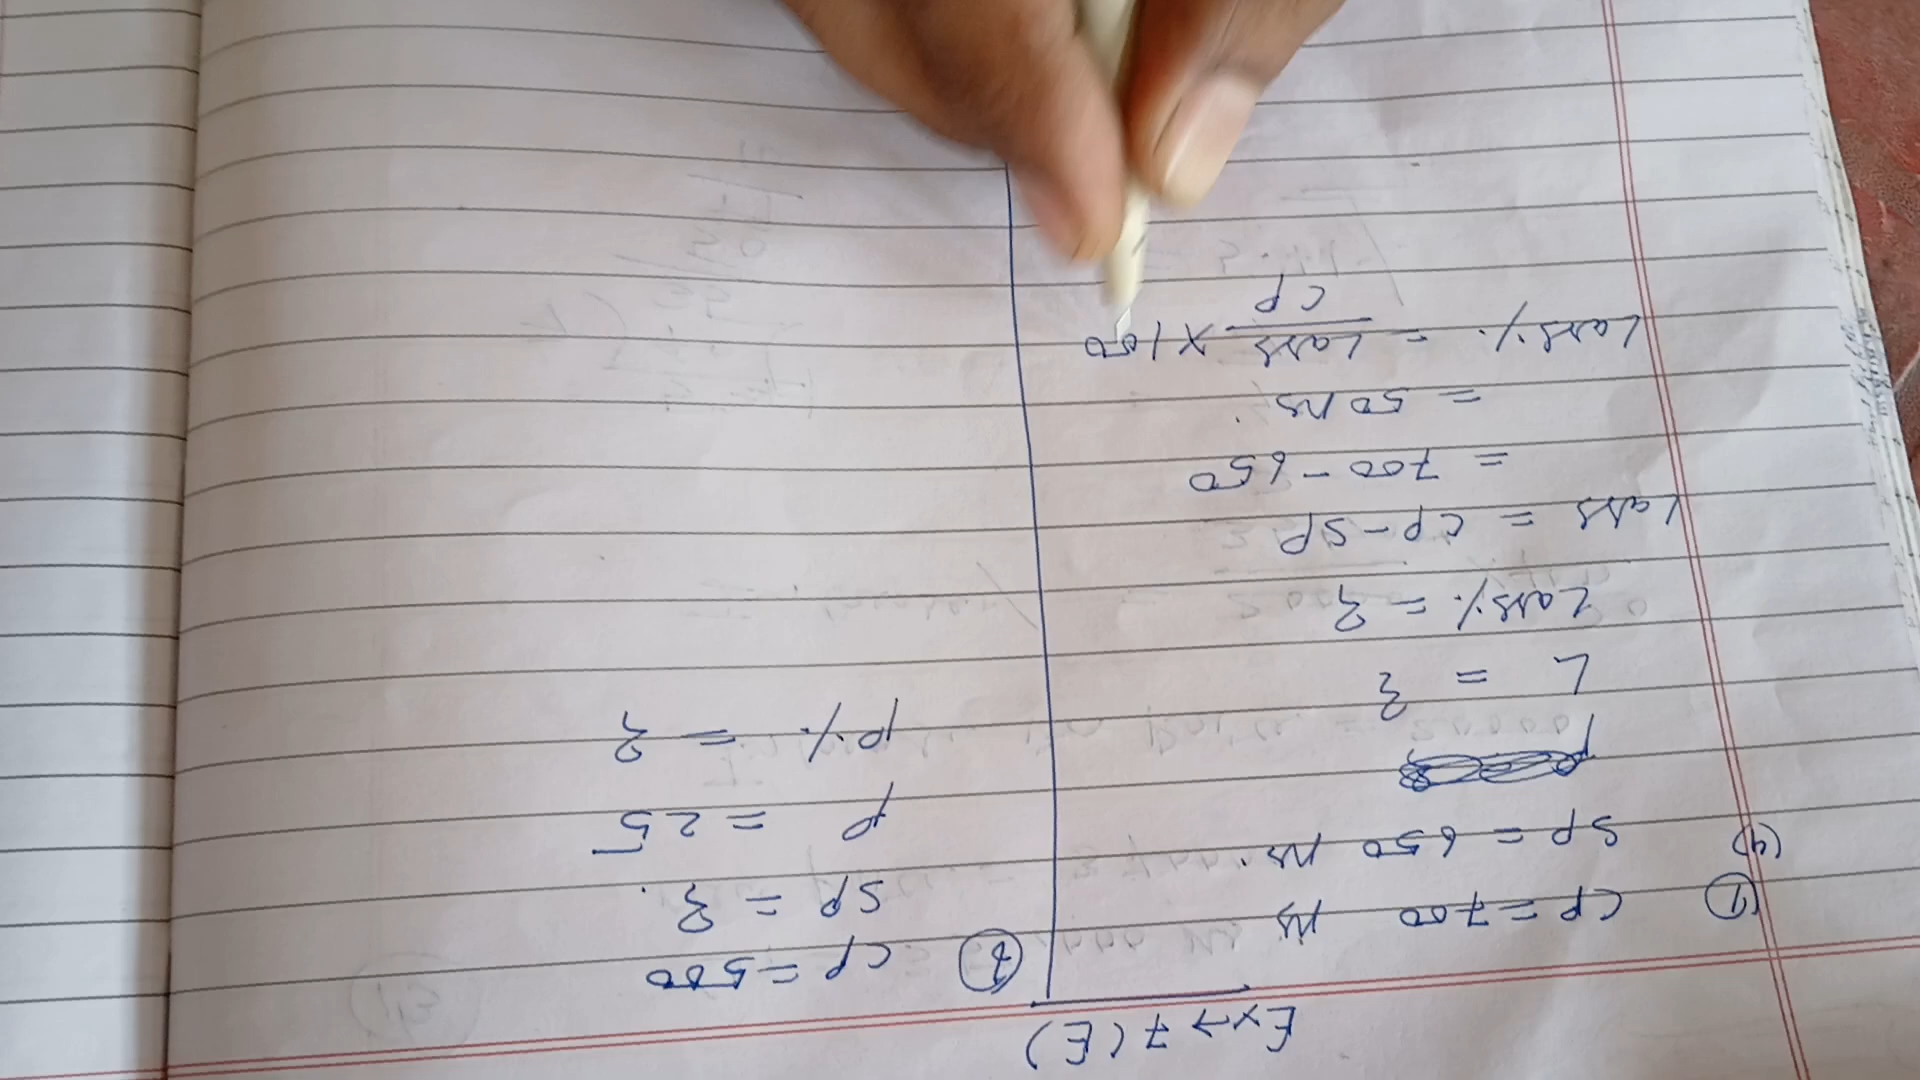 Ex → 7(E)
① CP = 700 Rs
(4) SP = 650 Rs.
L = ?
Loss% = ?
Loss = CP - SP
= 700 - 650
= 50 Rs.
Loss% = Loss/CP × 100
② CP = 500
SP = ?.
P = 25
P% = ?